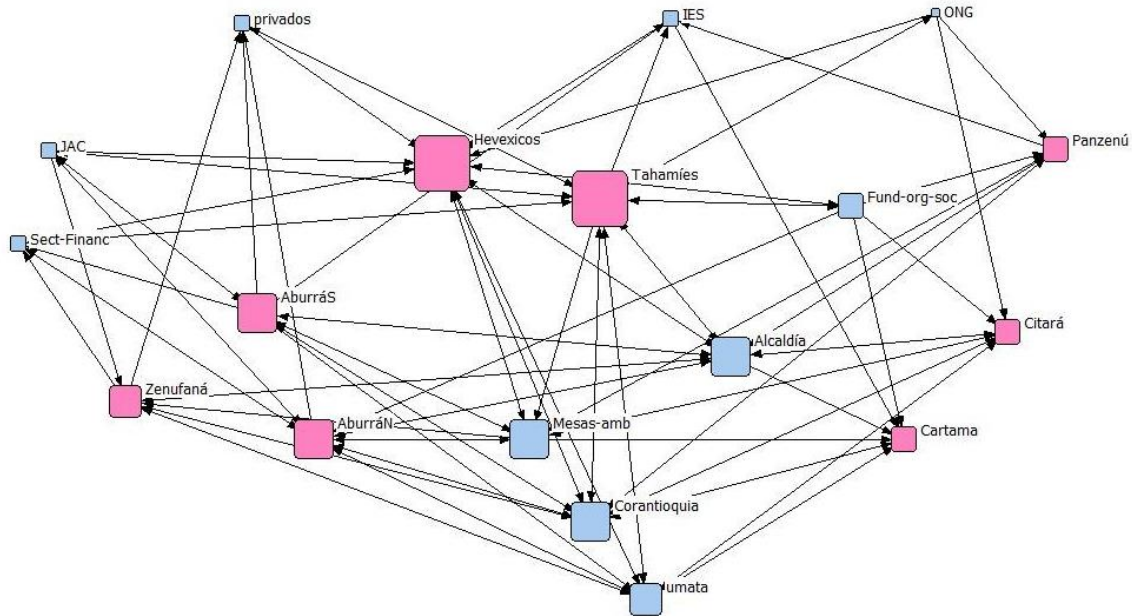 privados
IES
ONG
Hevexicos
JAC
Panzenú
Tahamíes
Fund-org-soc
Sect-Financ
AburráS
Citará
Alcaldía
Zenufaná
AburráN
Mesas-amb
Cartama
Corantioquia
umata